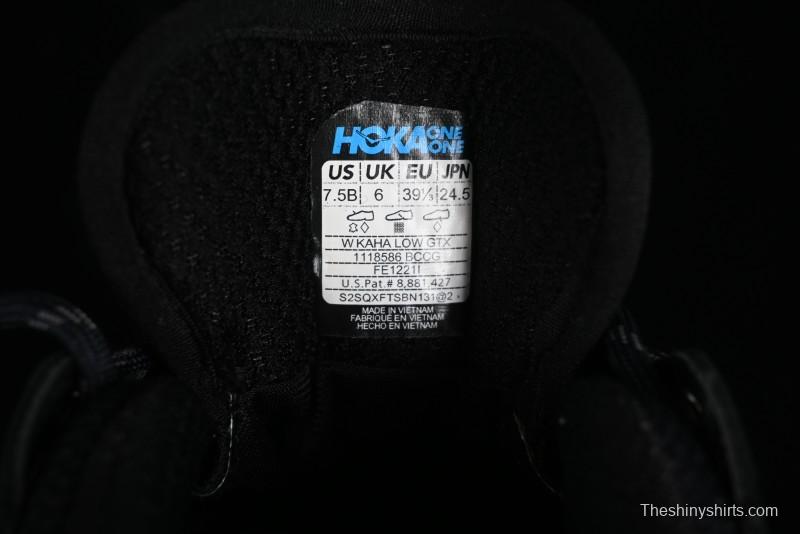 HOKA ONE ONE
US UK EU JPN
7.5B 6 39⅓ 24.5
W KAHA LOW GTX
1118586 BCCG
FE1221I
U.S.Pat.# 8,881,427
S2SQXFTSBN131@2
MADE IN VIETNAM
FABRIQUÉ EN VIETNAM
HECHO EN VIETNAM
Theshinyshirts.com